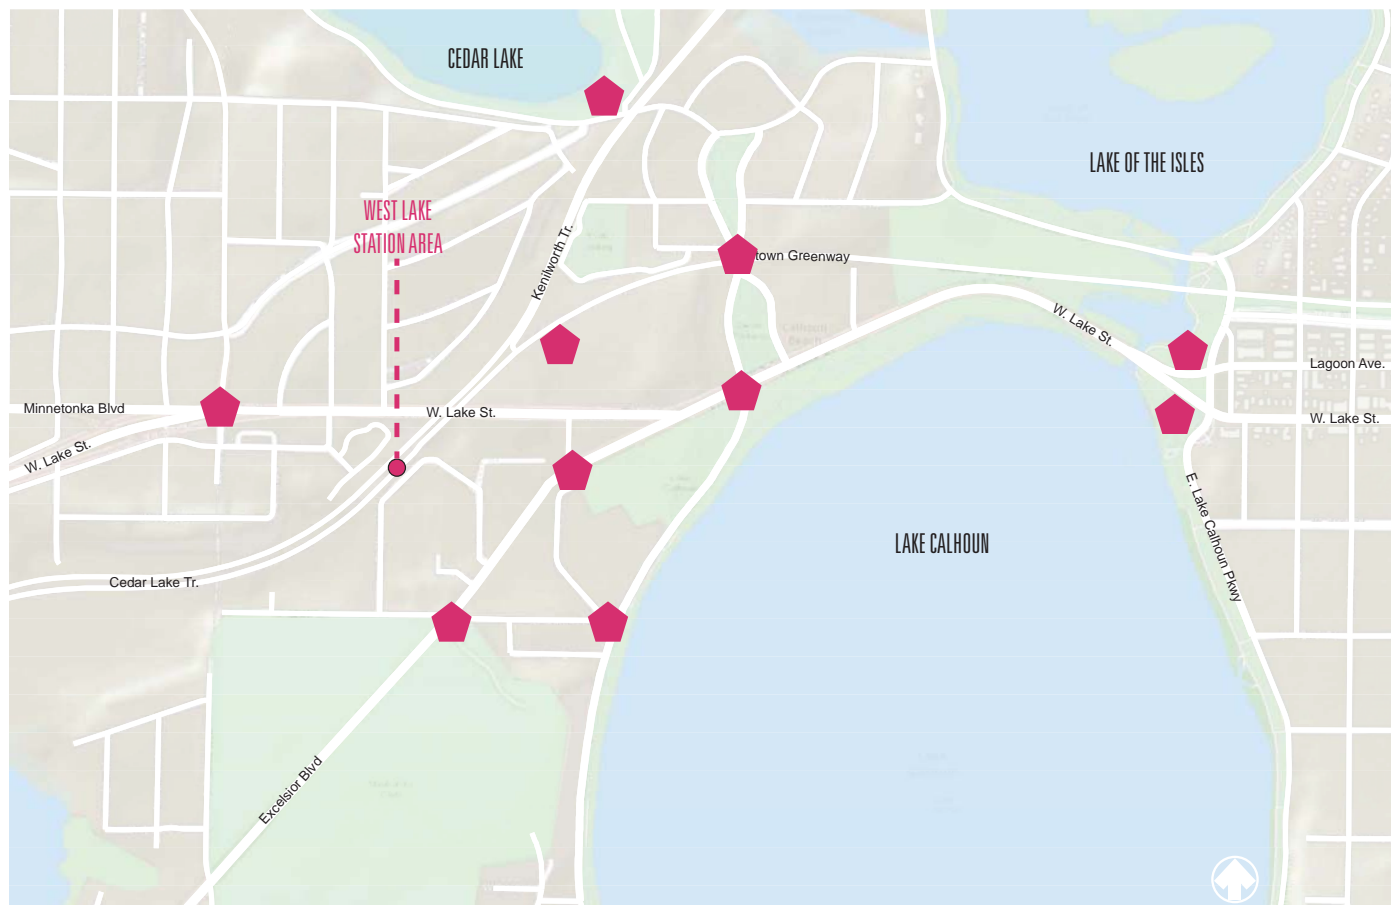 CEDAR LAKE
LAKE OF THE ISLES
WEST LAKE
STATION AREA
Kenilworth Tr.
town Greenway
W. Lake St.
Lagoon Ave.
Minnetonka Blvd
W. Lake St.
W. Lake St.
W. Lake St.
E. Lake Calhoun Pkwy
LAKE CALHOUN
Cedar Lake Tr.
Excelsior Blvd